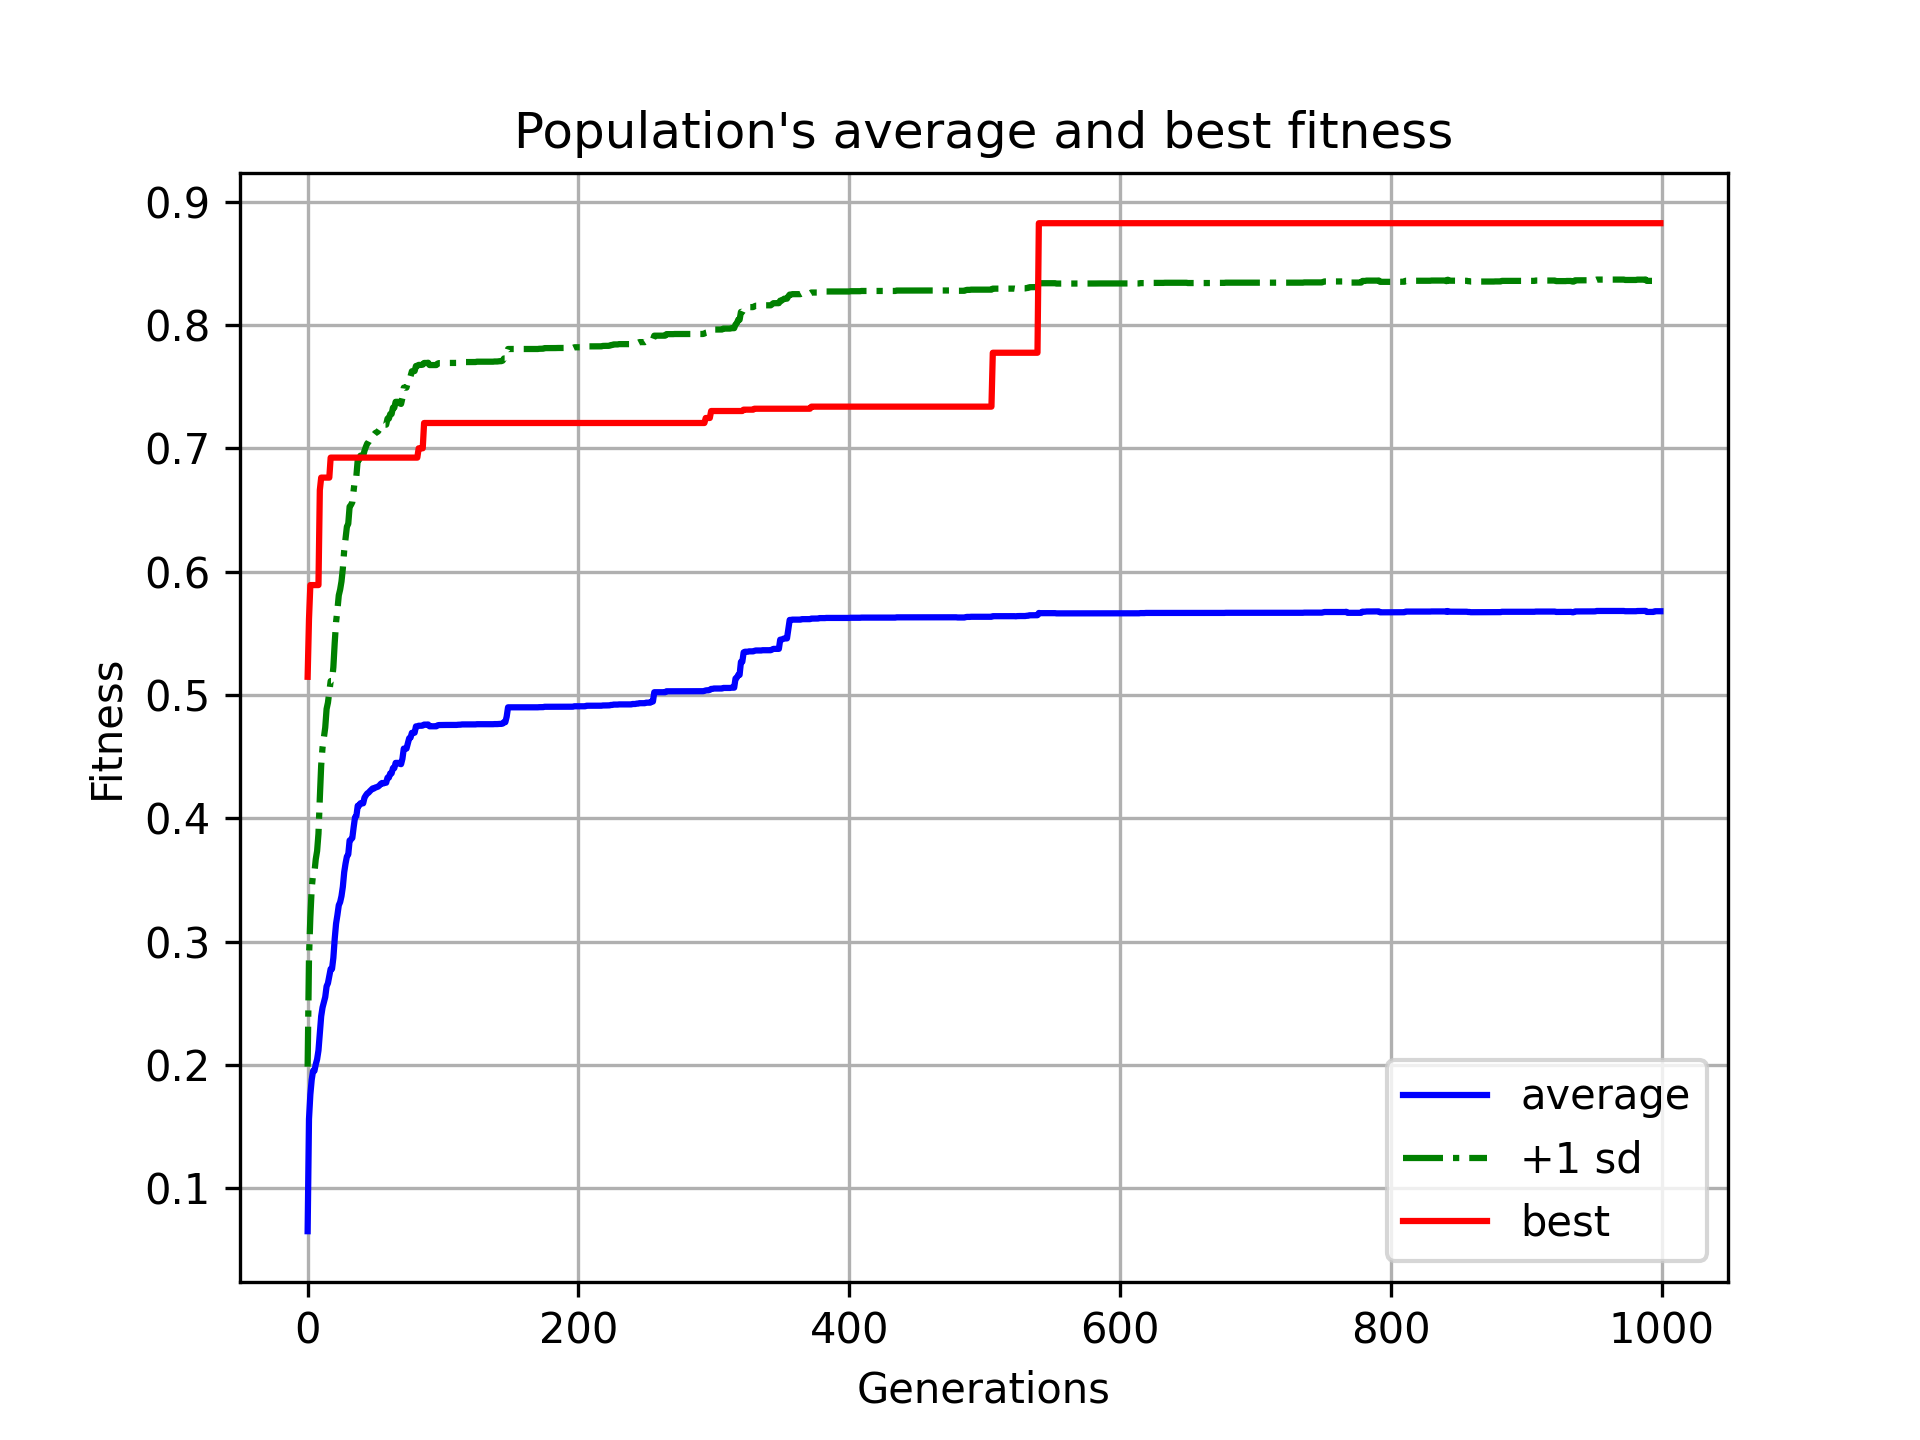 Population's average and best fitness
Fitness
0.9
0.8
0.7
0.6
0.5
0.4
0.3
0.2
0.1
average
+1 sd
best
0 200 400 600 800 1000
Generations